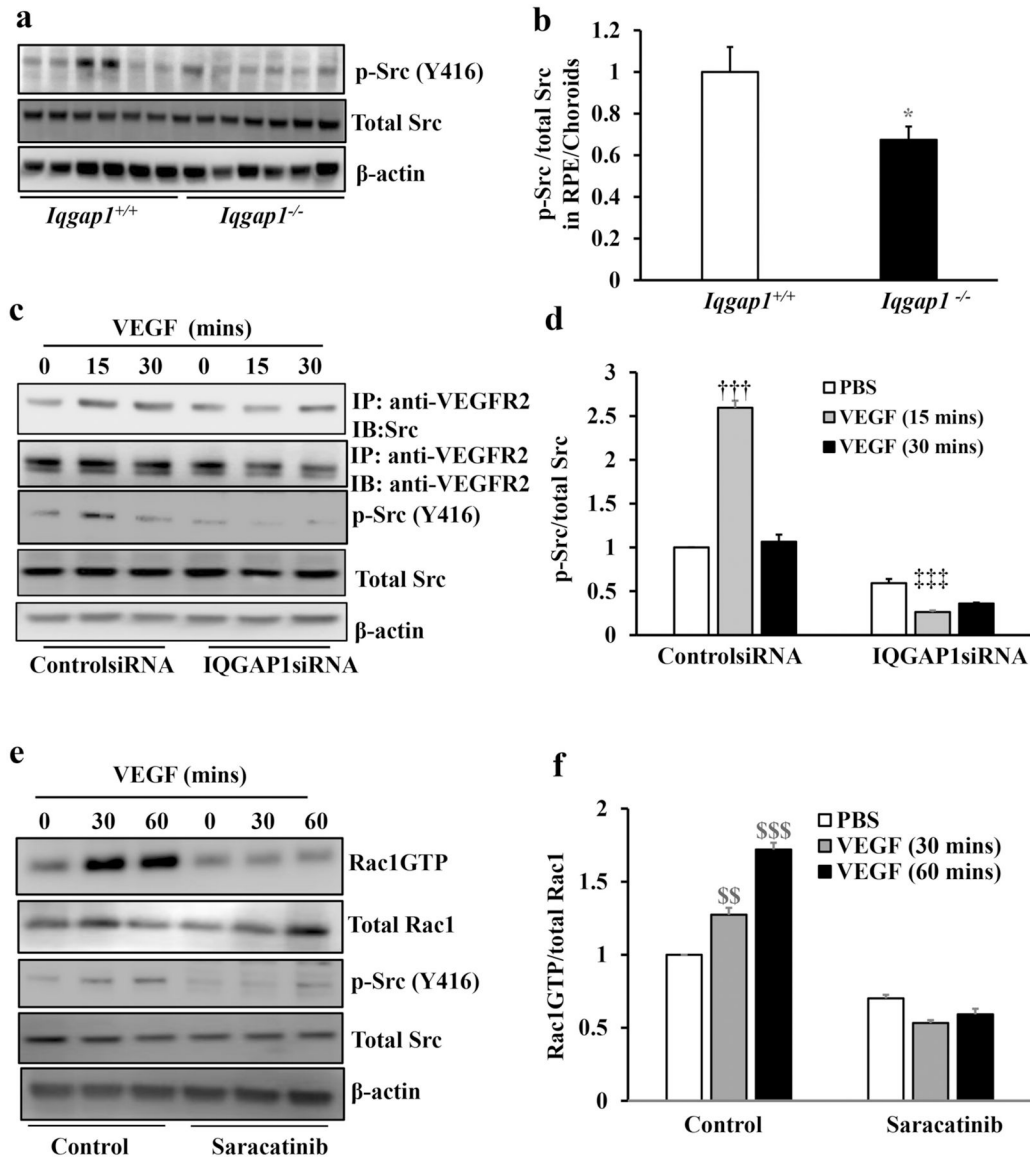 a
p-Src (Y416)
Total Src
β-actin
Iqgap1+/+ Iqgap1-/-
b
p-Src /total Src
in RPE/Choroids
1.2
1
0.8
0.6
0.4
0.2
0
*
Iqgap1+/+ Iqgap1 -/-
c
VEGF (mins)
0 15 30 0 15 30
IP: anti-VEGFR2
IB:Src
IP: anti-VEGFR2
IB: anti-VEGFR2
p-Src (Y416)
Total Src
β-actin
ControlsiRNA IQGAP1siRNA
d
p-Src/total Src
3
2.5
2
1.5
1
0.5
0
†††
‡‡‡
PBS
VEGF (15 mins)
VEGF (30 mins)
ControlsiRNA IQGAP1siRNA
e
VEGF (mins)
0 30 60 0 30 60
Rac1GTP
Total Rac1
p-Src (Y416)
Total Src
β-actin
Control Saracatinib
f
Rac1GTP/total Rac1
2
1.5
1
0.5
0
$$
$$$
PBS
VEGF (30 mins)
VEGF (60 mins)
Control Saracatinib